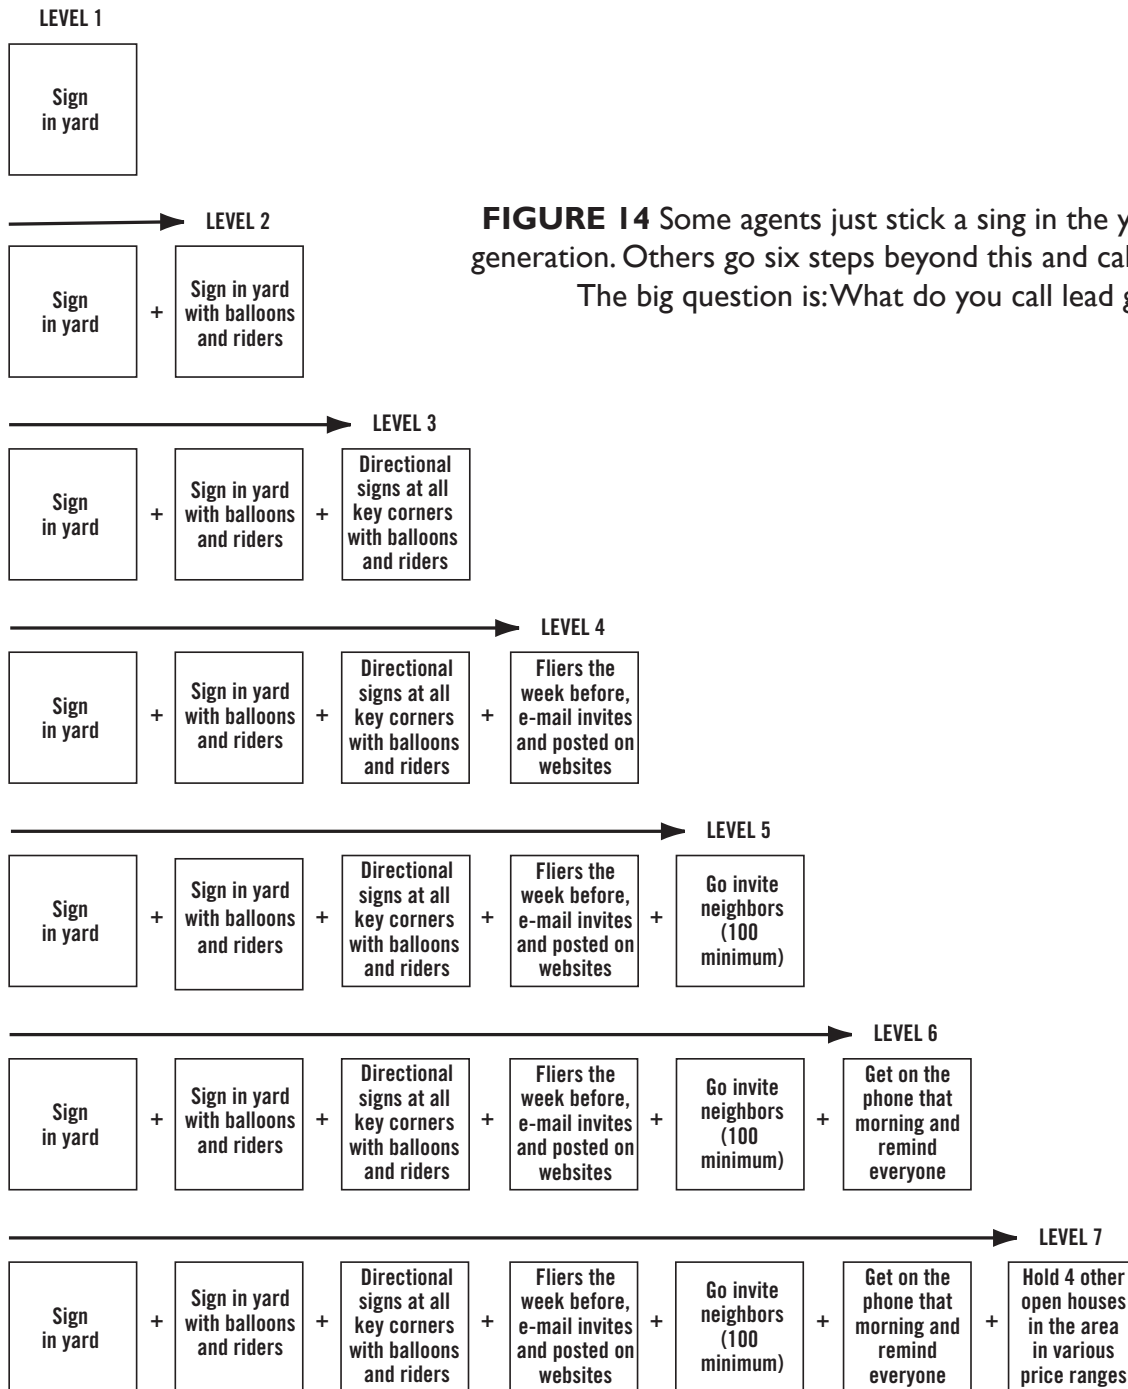 LEVEL 1
Sign
in yard
LEVEL 2
Sign
in yard
+
Sign in yard
with balloons
and riders
FIGURE 14 Some agents just stick a sing in the y
generation. Others go six steps beyond this and cal
The big question is:What do you call lead g
LEVEL 3
Sign
in yard
+
Sign in yard
with balloons
and riders
+
Directional
signs at all
key corners
with balloons
and riders
LEVEL 4
Sign
in yard
+
Sign in yard
with balloons
and riders
+
Directional
signs at all
key corners
with balloons
and riders
+
Fliers the
week before,
e-mail invites
and posted on
websites
LEVEL 5
Sign
in yard
+
Sign in yard
with balloons
and riders
+
Directional
signs at all
key corners
with balloons
and riders
+
Fliers the
week before,
e-mail invites
and posted on
websites
+
Go invite
neighbors
(100
minimum)
LEVEL 6
Sign
in yard
+
Sign in yard
with balloons
and riders
+
Directional
signs at all
key corners
with balloons
and riders
+
Fliers the
week before,
e-mail invites
and posted on
websites
+
Go invite
neighbors
(100
minimum)
+
Get on the
phone that
morning and
remind
everyone
LEVEL 7
Sign
in yard
+
Sign in yard
with balloons
and riders
+
Directional
signs at all
key corners
with balloons
and riders
+
Fliers the
week before,
e-mail invites
and posted on
websites
+
Go invite
neighbors
(100
minimum)
+
Get on the
phone that
morning and
remind
everyone
+
Hold 4 other
open houses
in the area
in various
price ranges